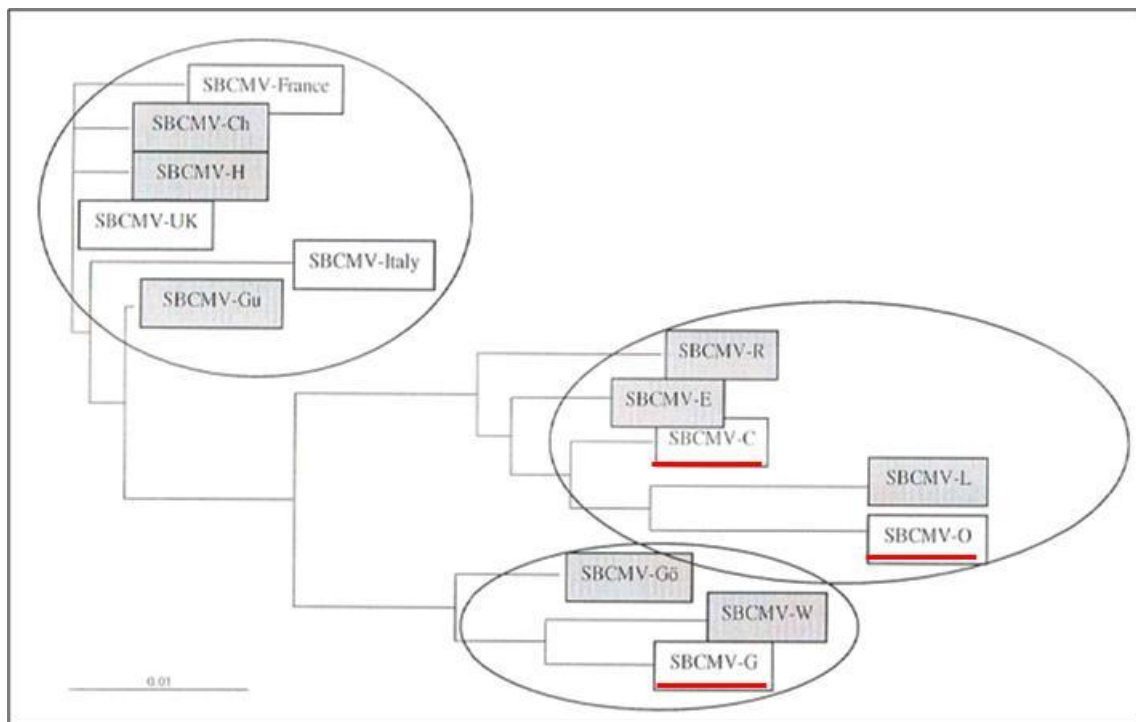 SBCMV-France
SBCMV-Ch
SBCMV-H
SBCMV-UK
SBCMV-Italy
SBCMV-Gu
SBCMV-R
SBCMV-E
SBCMV-C
SBCMV-L
SBCMV-O
SBCMV-Gö
SBCMV-W
SBCMV-G
0.01